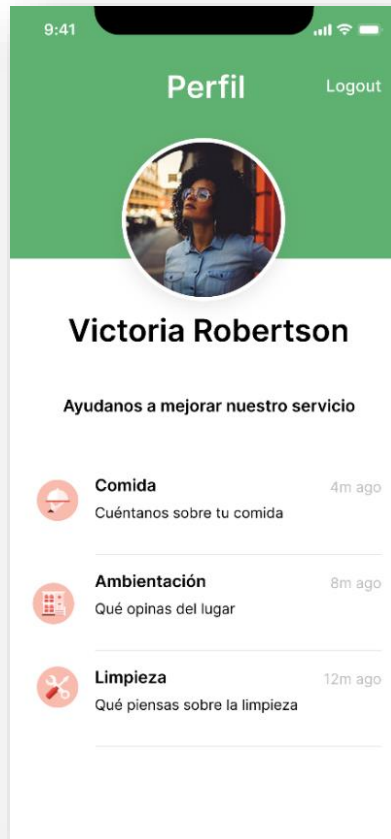 9:41
Perfil
Logout
Victoria Robertson
Ayudanos a mejorar nuestro servicio
Comida
4m ago
Cuéntanos sobre tu comida
Ambientación
8m ago
Qué opinas del lugar
Limpieza
12m ago
Qué piensas sobre la limpieza